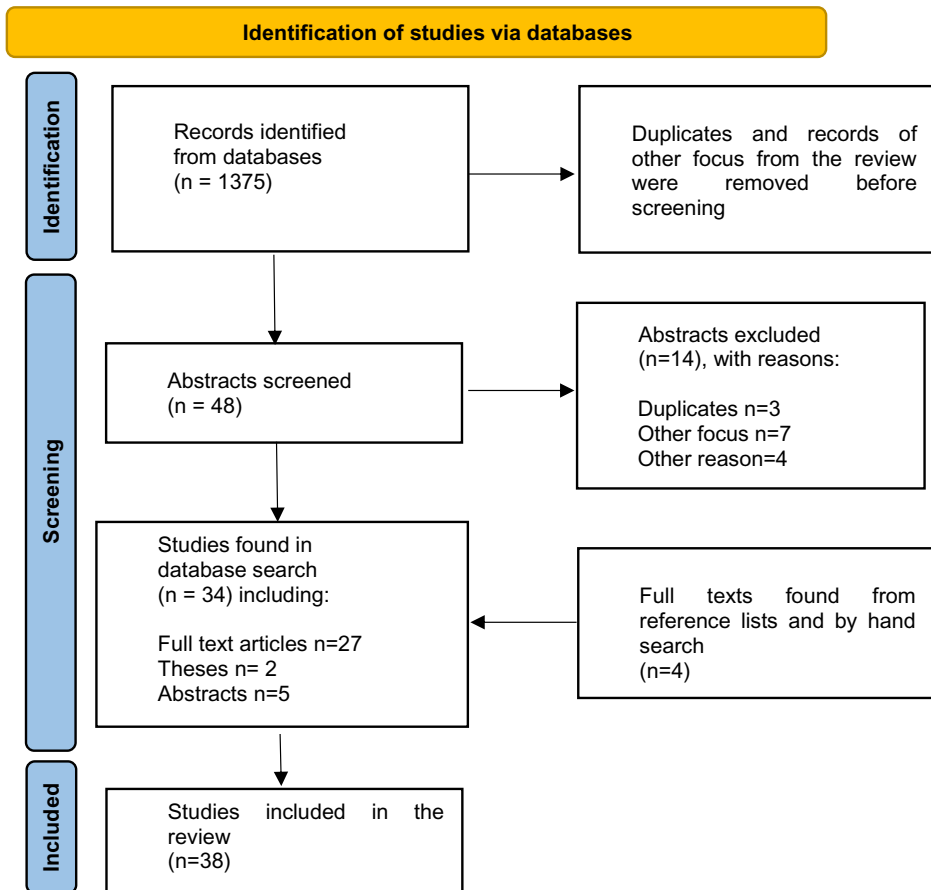 Identification of studies via databases
Identification
Records identified
from databases
(n = 1375)
Duplicates and records of
other focus from the review
were removed before
screening
Screening
Abstracts screened
(n = 48)
Abstracts excluded
(n=14), with reasons:
Duplicates n=3
Other focus n=7
Other reason=4
Studies found in
database search
(n = 34) including:
Full text articles n=27
Theses n= 2
Abstracts n=5
Full texts found from
reference lists and by hand
search
(n=4)
Included
Studies included in the
review
(n=38)